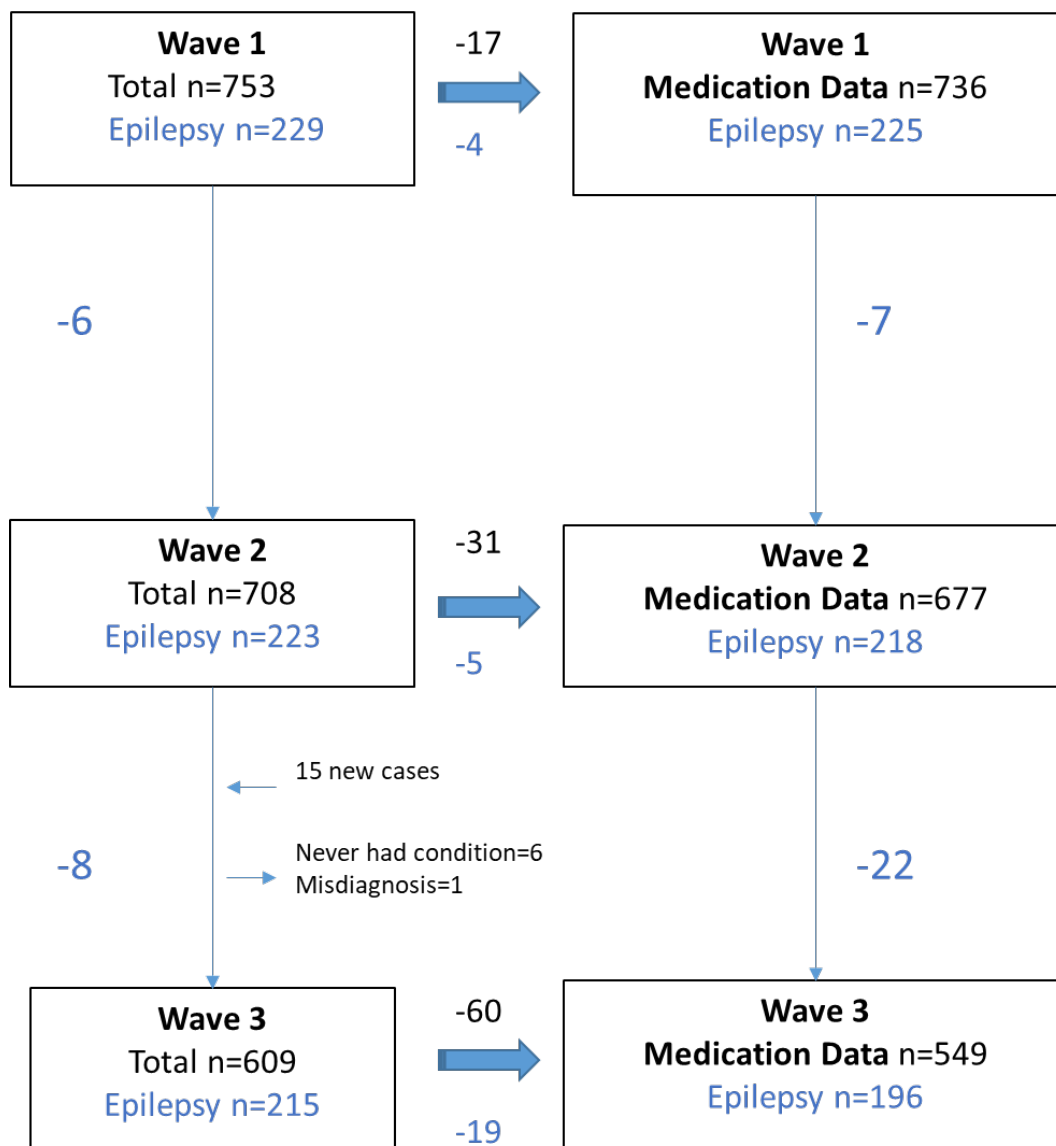 Wave 1
Total n=753
Epilepsy n=229
-17
-4
Wave 1
Medication Data n=736
Epilepsy n=225
-6
-7
Wave 2
Total n=708
Epilepsy n=223
-31
-5
Wave 2
Medication Data n=677
Epilepsy n=218
15 new cases
-8
Never had condition=6
Misdiagnosis=1
-22
Wave 3
Total n=609
Epilepsy n=215
-60
-19
Wave 3
Medication Data n=549
Epilepsy n=196